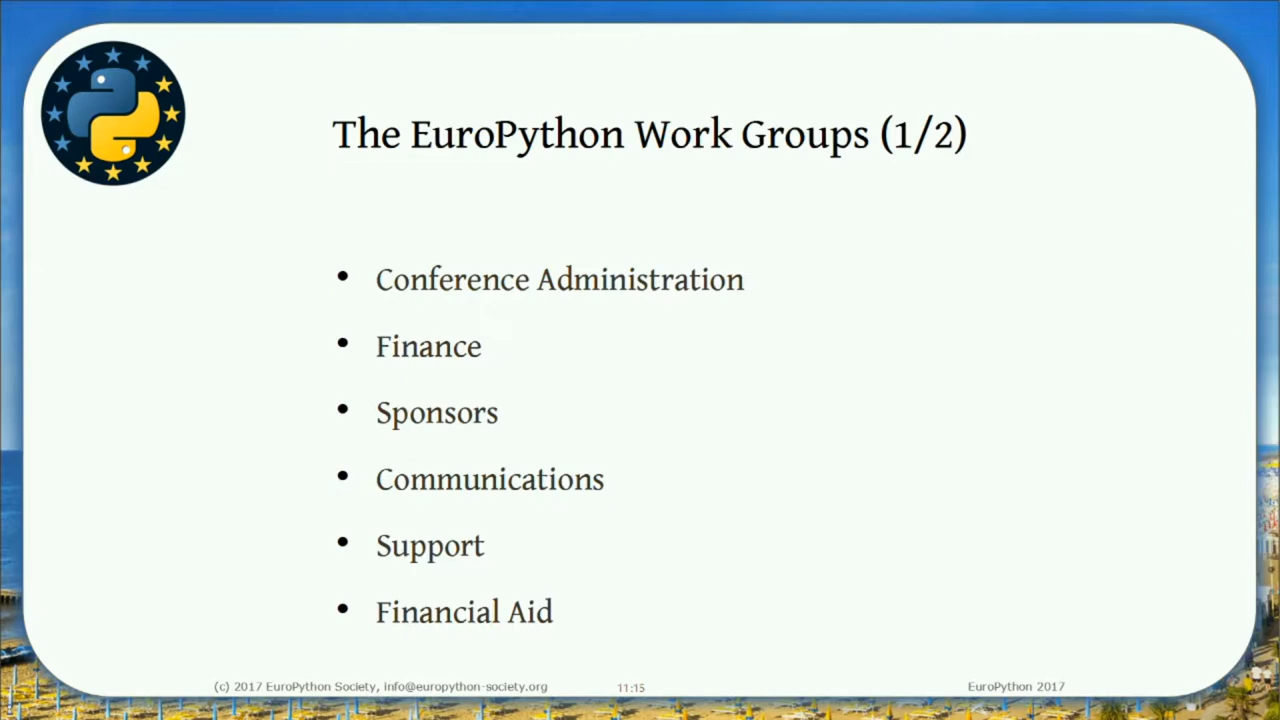 The EuroPython Work Groups (1/2)
• Conference Administration
• Finance
• Sponsors
• Communications
• Support
• Financial Aid
(c) 2017 EuroPython Society, info@europython-society.org 11:15 EuroPython 2017